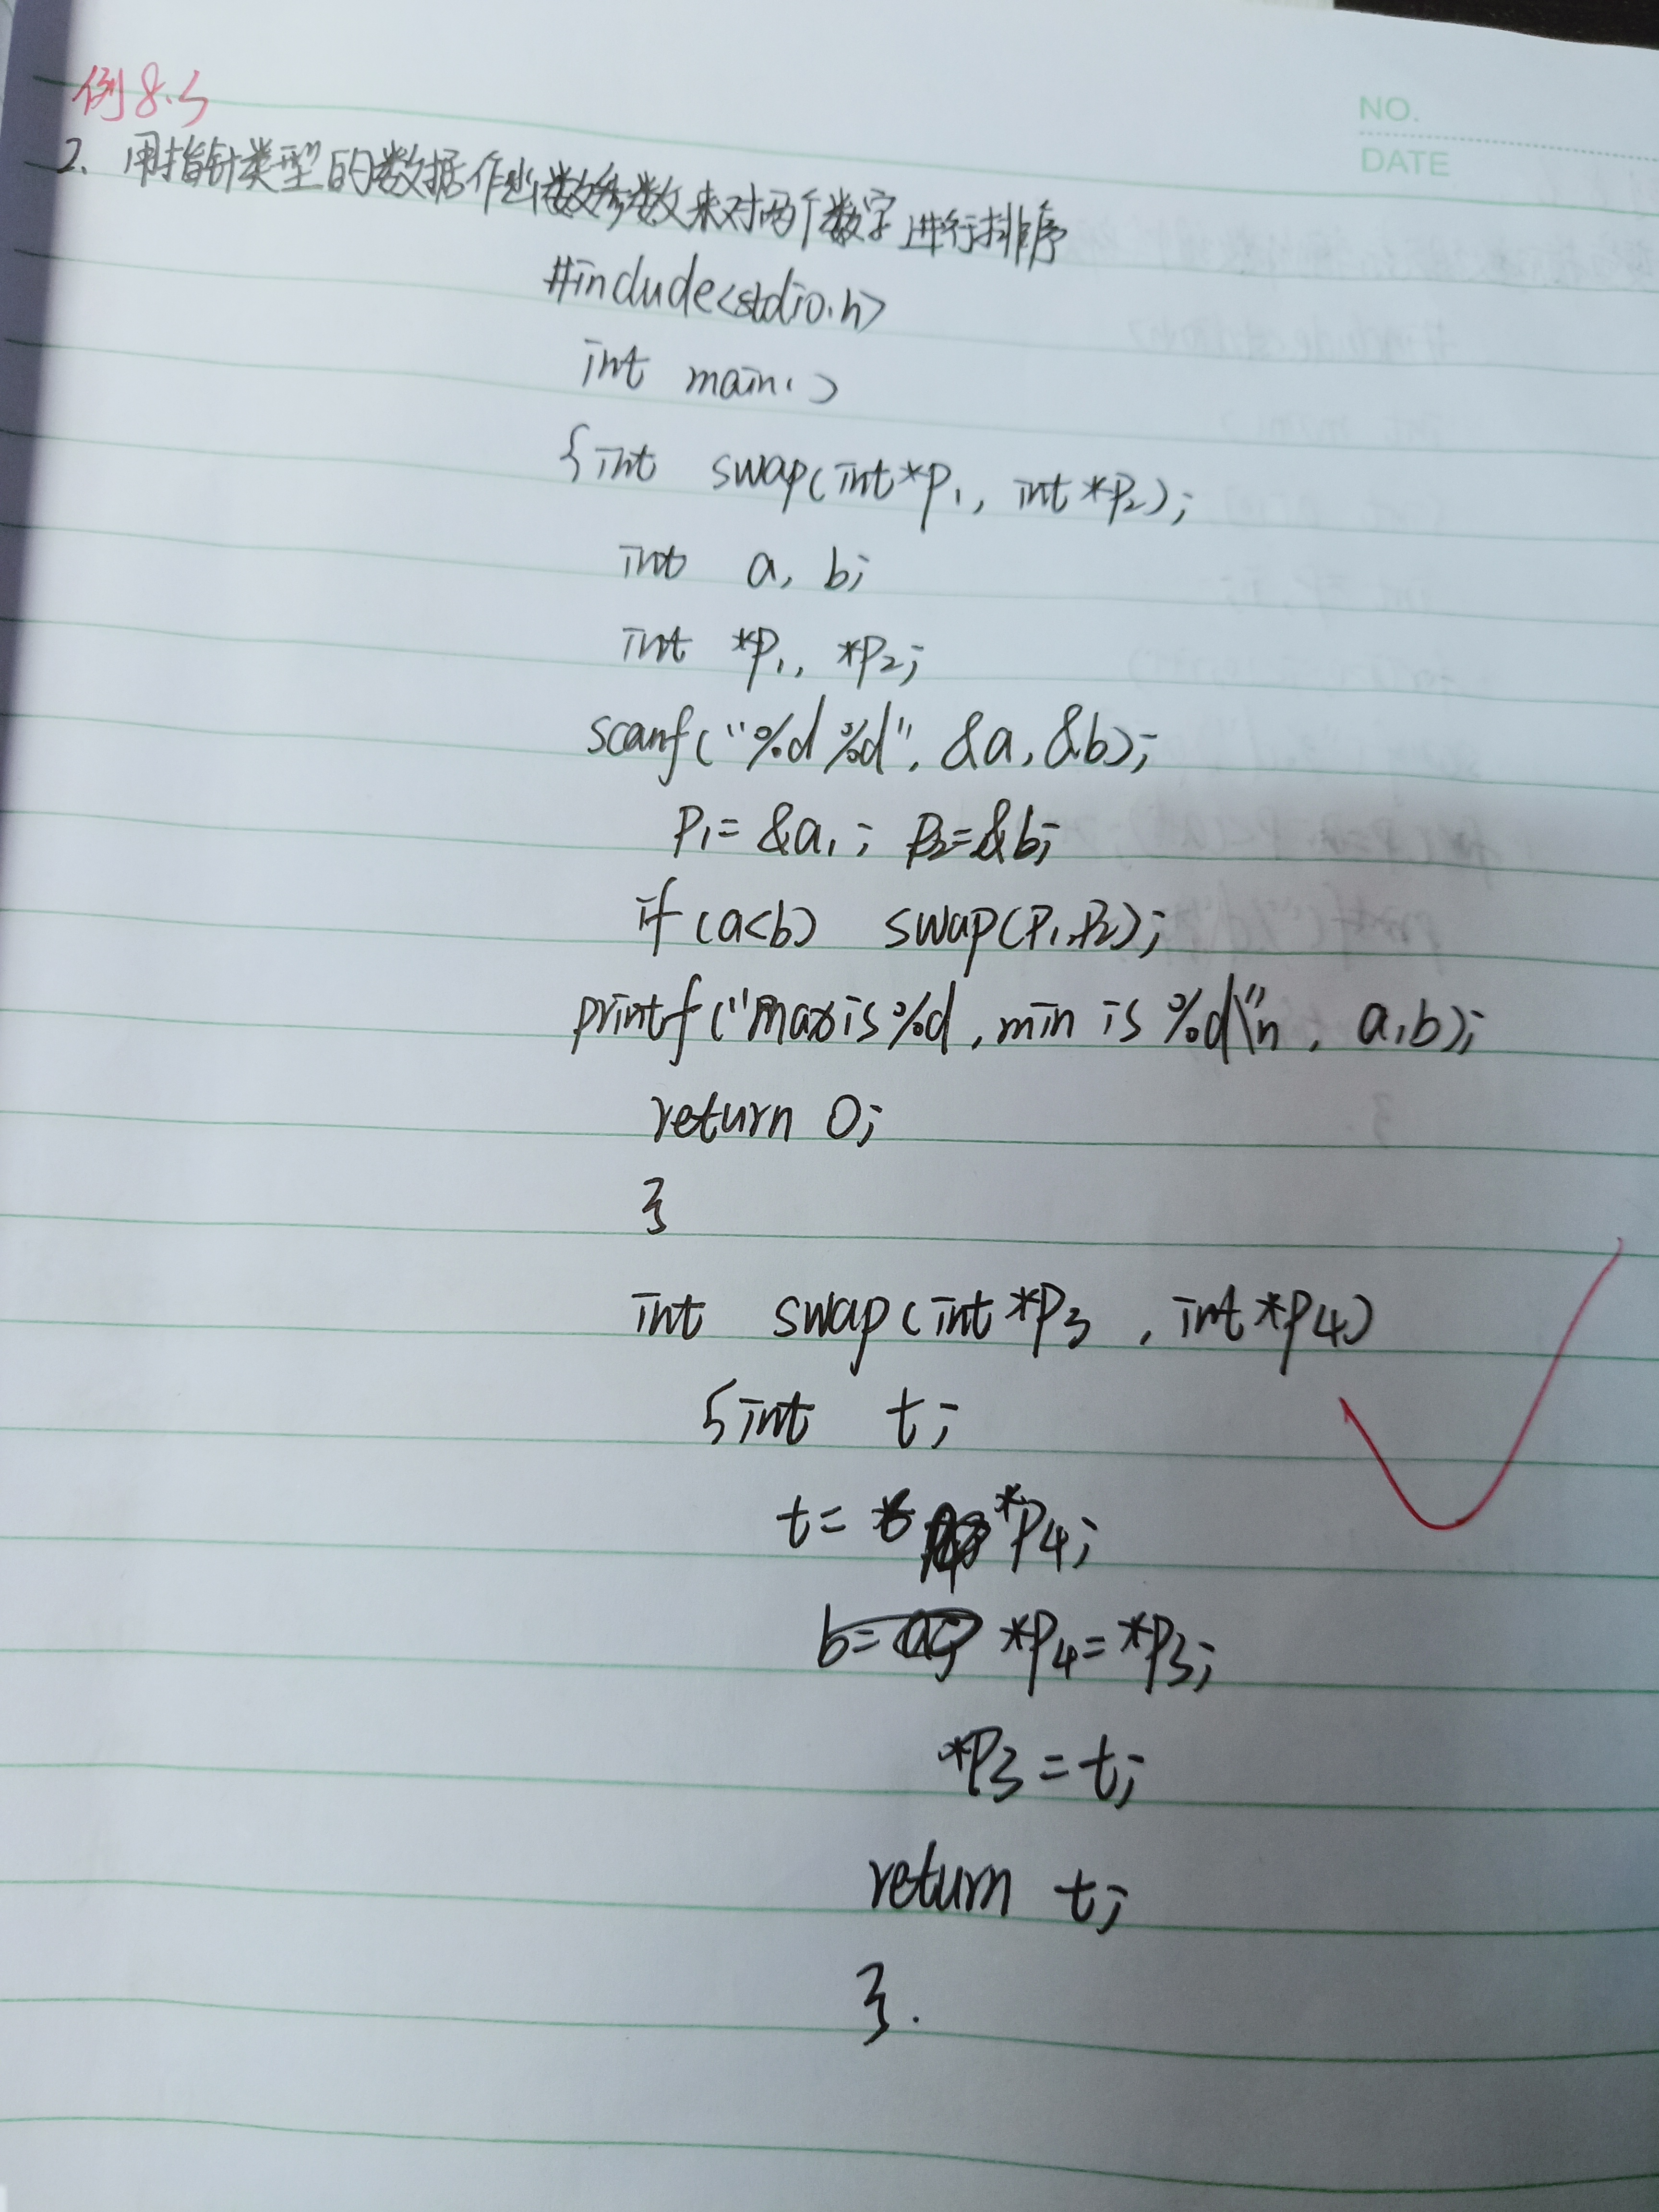 例8.5
NO.
DATE
2、用指针类型的数据作出数参数来对两个数字进行排序
#include<stdio.h>
int main()
{int swap(int*p1, int*p2);
int a, b;
int *p1, *p2;
scanf("%d %d", &a, &b);
p1= &a,; p2=&b;
if (a<b) swap(p1,p2);
printf("max is %d, min is %d\"n, a,b);
return 0;
}
int swap(int*p3, int*p4)
{int t;
t= *p4;
b= *p4=*p3;
*p3=t;
return t;
}.